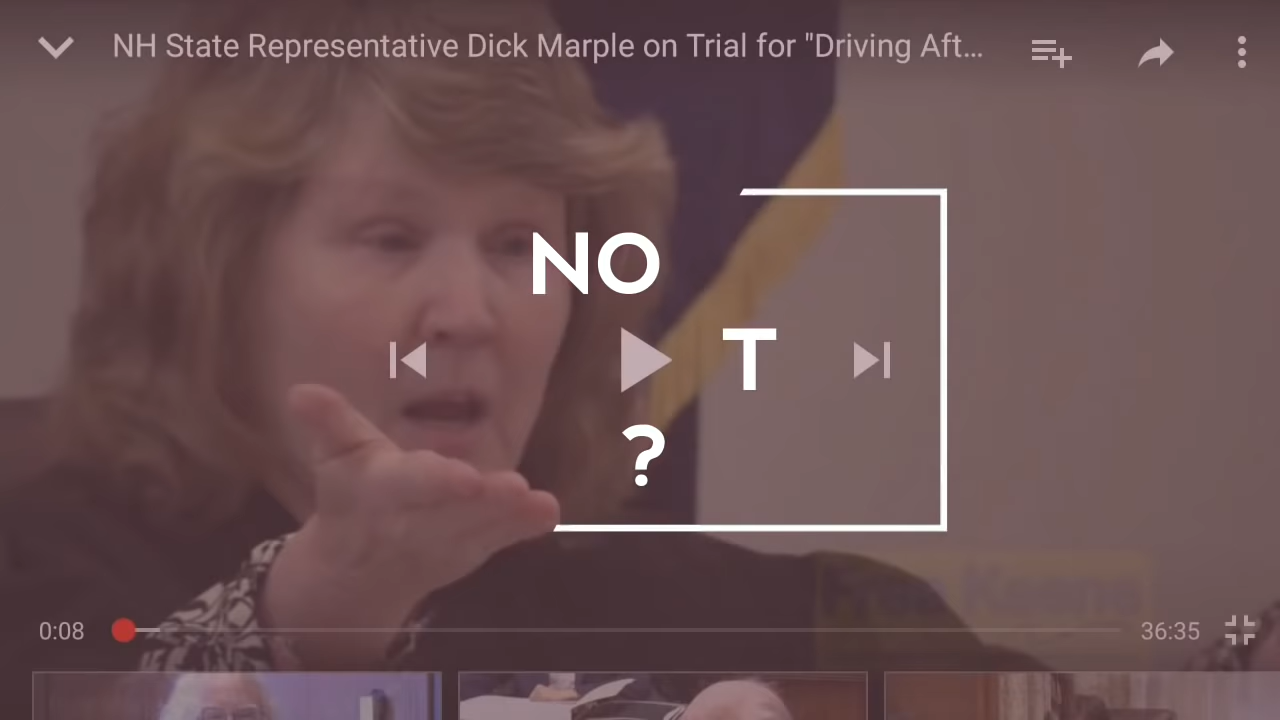 NH State Representative Dick Marple on Trial for "Driving Aft...
NO
T
?
0:08
36:35